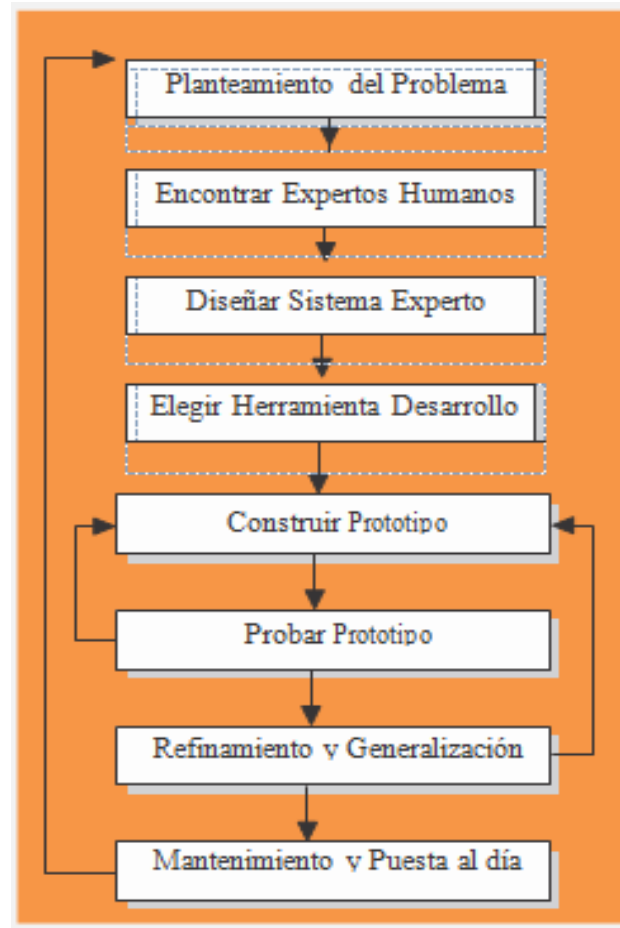 Planteamiento del Problema
Encontrar Expertos Humanos
Diseñar Sistema Experto
Elegir Herramienta Desarrollo
Construir Prototipo
Probar Prototipo
Refinamiento y Generalización
Mantenimiento y Puesta al día